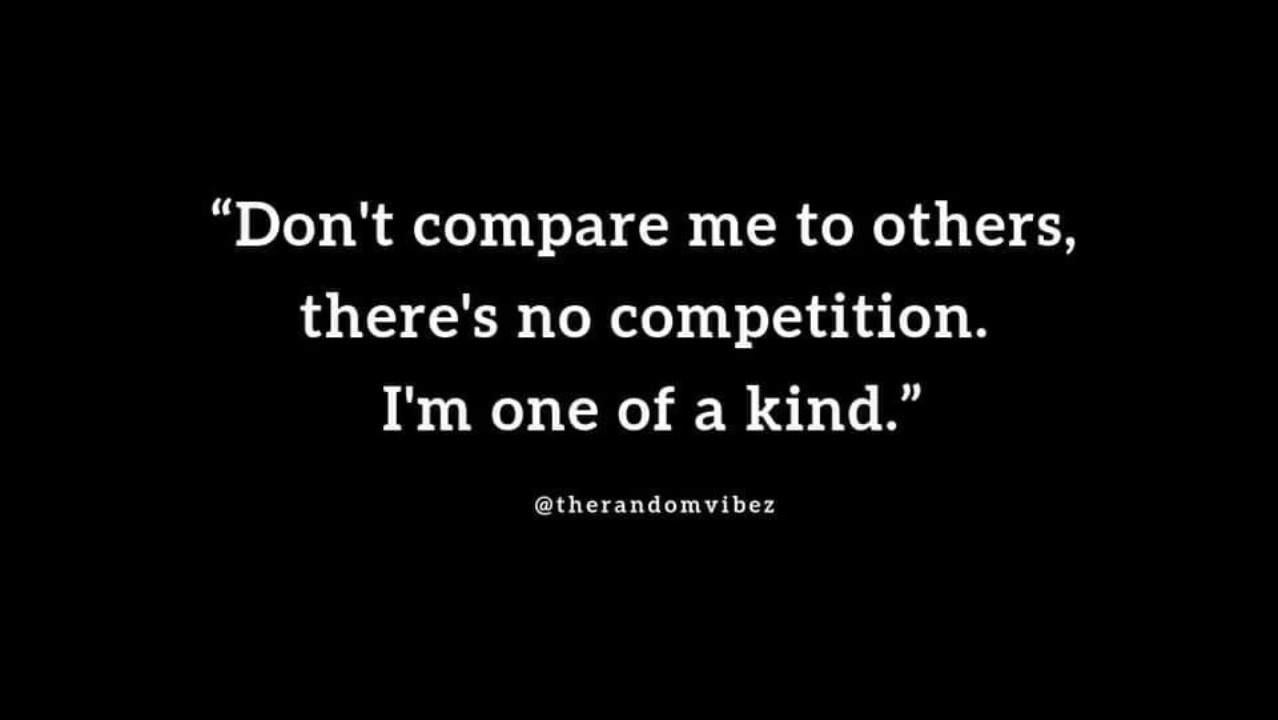 “Don't compare me to others,
there's no competition.
I'm one of a kind.”
@therandomvibez